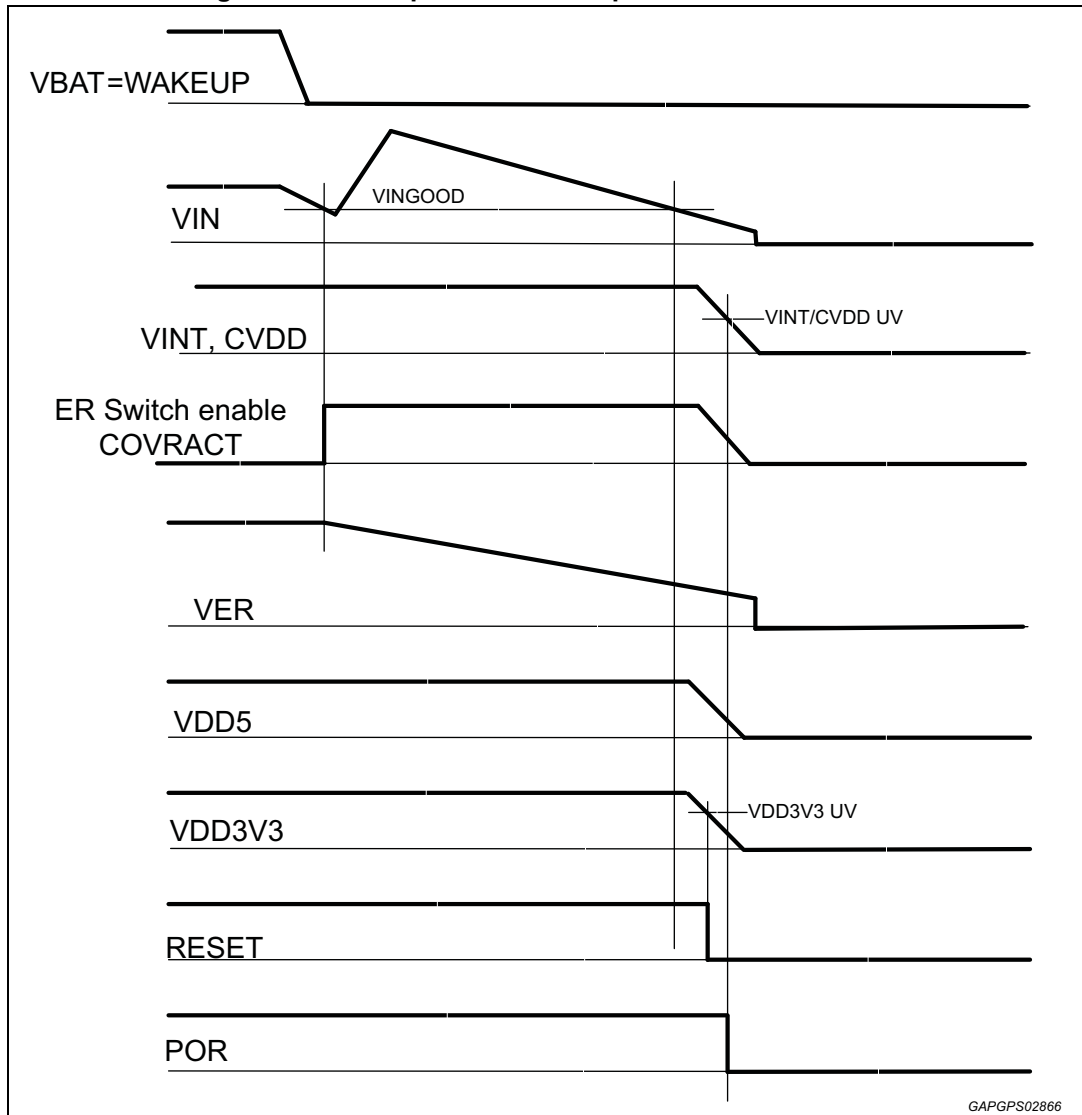 VBAT=WAKEUP
VINGOOD
VIN
VINT/CVDD UV
VINT, CVDD
ER Switch enable
COVRACT
VER
VDD5
VDD3V3 UV
VDD3V3
RESET
POR
GAPGPS02866